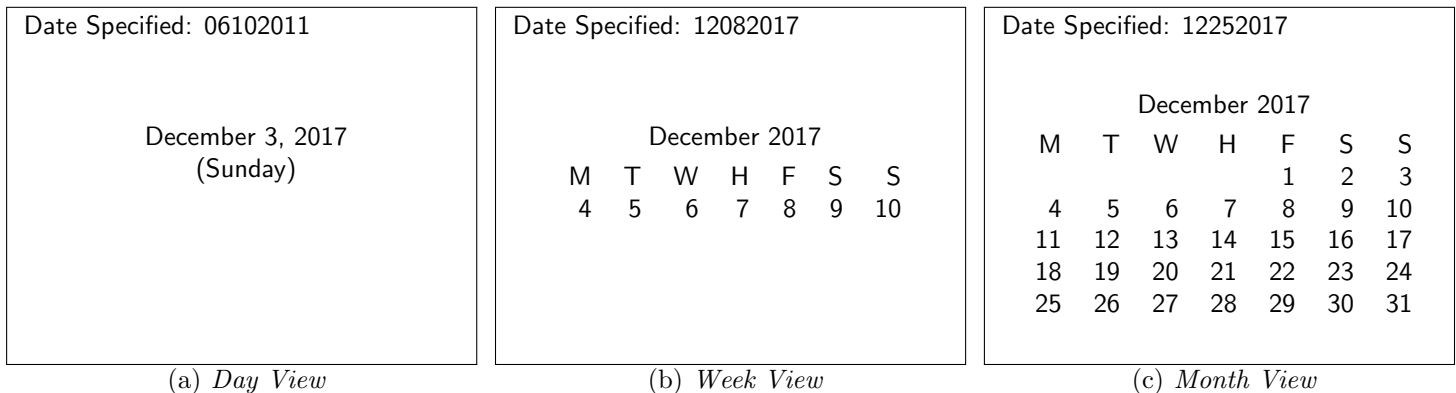 Date Specified: 06102011
December 3, 2017
(Sunday)
(a) Day View
Date Specified: 12082017
December 2017
M T W H F S S
4 5 6 7 8 9 10
(b) Week View
Date Specified: 12252017
December 2017
M T W H F S S
1 2 3
4 5 6 7 8 9 10
11 12 13 14 15 16 17
18 19 20 21 22 23 24
25 26 27 28 29 30 31
(c) Month View